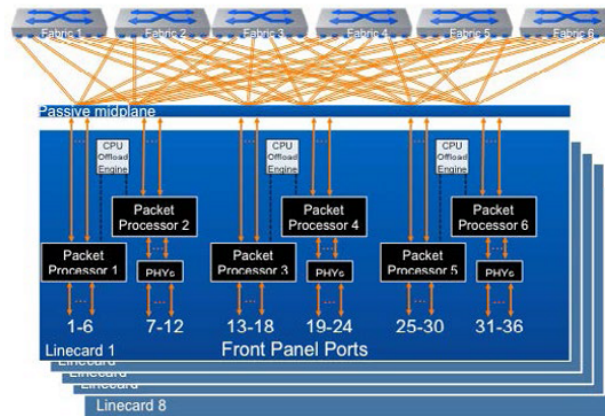 Fabric 1
Fabric 2
Fabric 3
Fabric 4
Fabric 5
Fabric 6
Passive midplane
CPU
Offload
Engine
CPU
Offload
Engine
CPU
Offload
Engine
Packet
Processor 2
Packet
Processor 4
Packet
Processor 6
Packet
Processor 1
PHYs
Packet
Processor 3
PHYs
Packet
Processor 5
PHYs
1-6
7-12
13-18
19-24
25-30
31-36
Linecard 1
Front Panel Ports
Linecard
Linecard
Linecard
Linecard 8